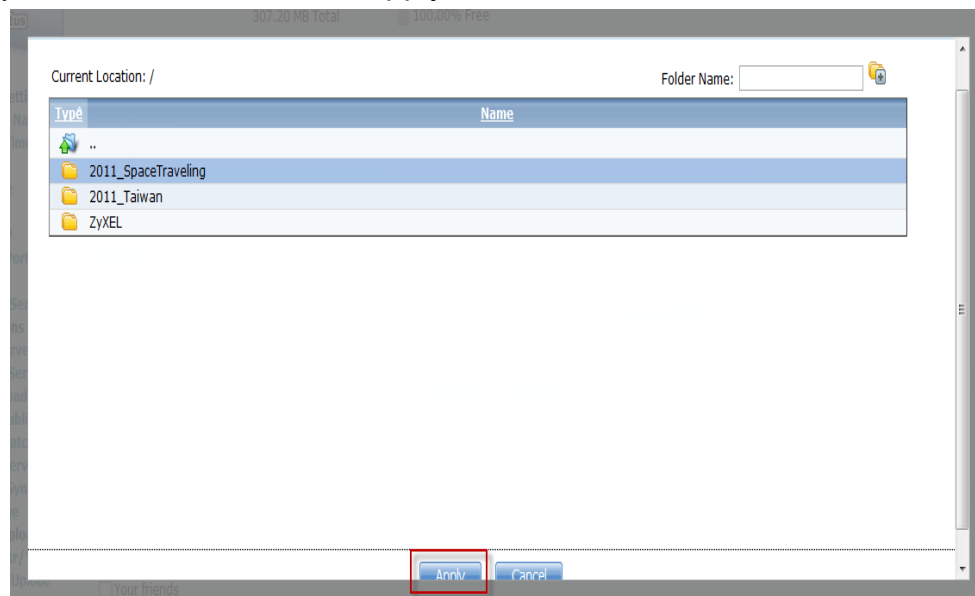 307.20 MB Total 100.00% Free
Current Location: /
Folder Name:
Type Name
..
2011_SpaceTraveling
2011_Taiwan
ZyXEL
Apply Cancel
Your friends